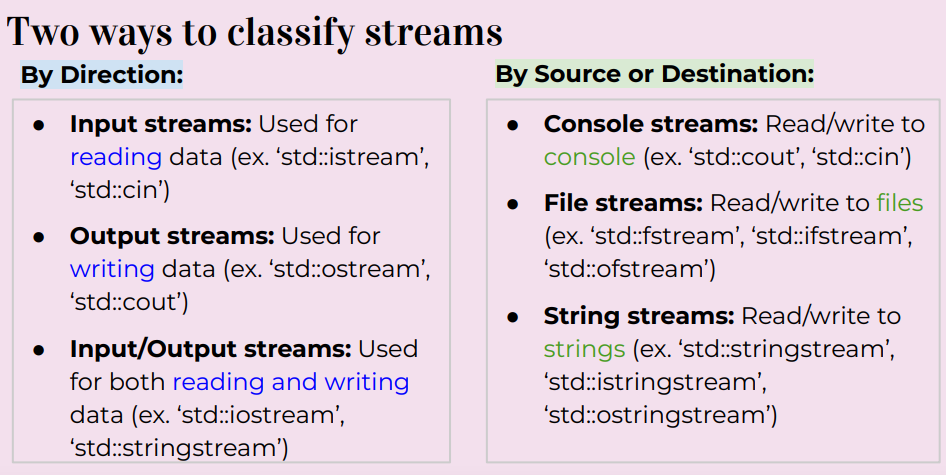 Two ways to classify streams
By Direction:
● Input streams: Used for
reading data (ex. ‘std::istream’,
‘std::cin’)
● Output streams: Used for
writing data (ex. ‘std::ostream’,
‘std::cout’)
● Input/Output streams: Used
for both reading and writing
data (ex. ‘std::iostream’,
‘std::stringstream’)
By Source or Destination:
● Console streams: Read/write to
console (ex. ‘std::cout’, ‘std::cin’)
● File streams: Read/write to files
(ex. ‘std::fstream’, ‘std::ifstream’,
‘std::ofstream’)
● String streams: Read/write to
strings (ex. ‘std::stringstream’,
‘std::istringstream’,
‘std::ostringstream’)